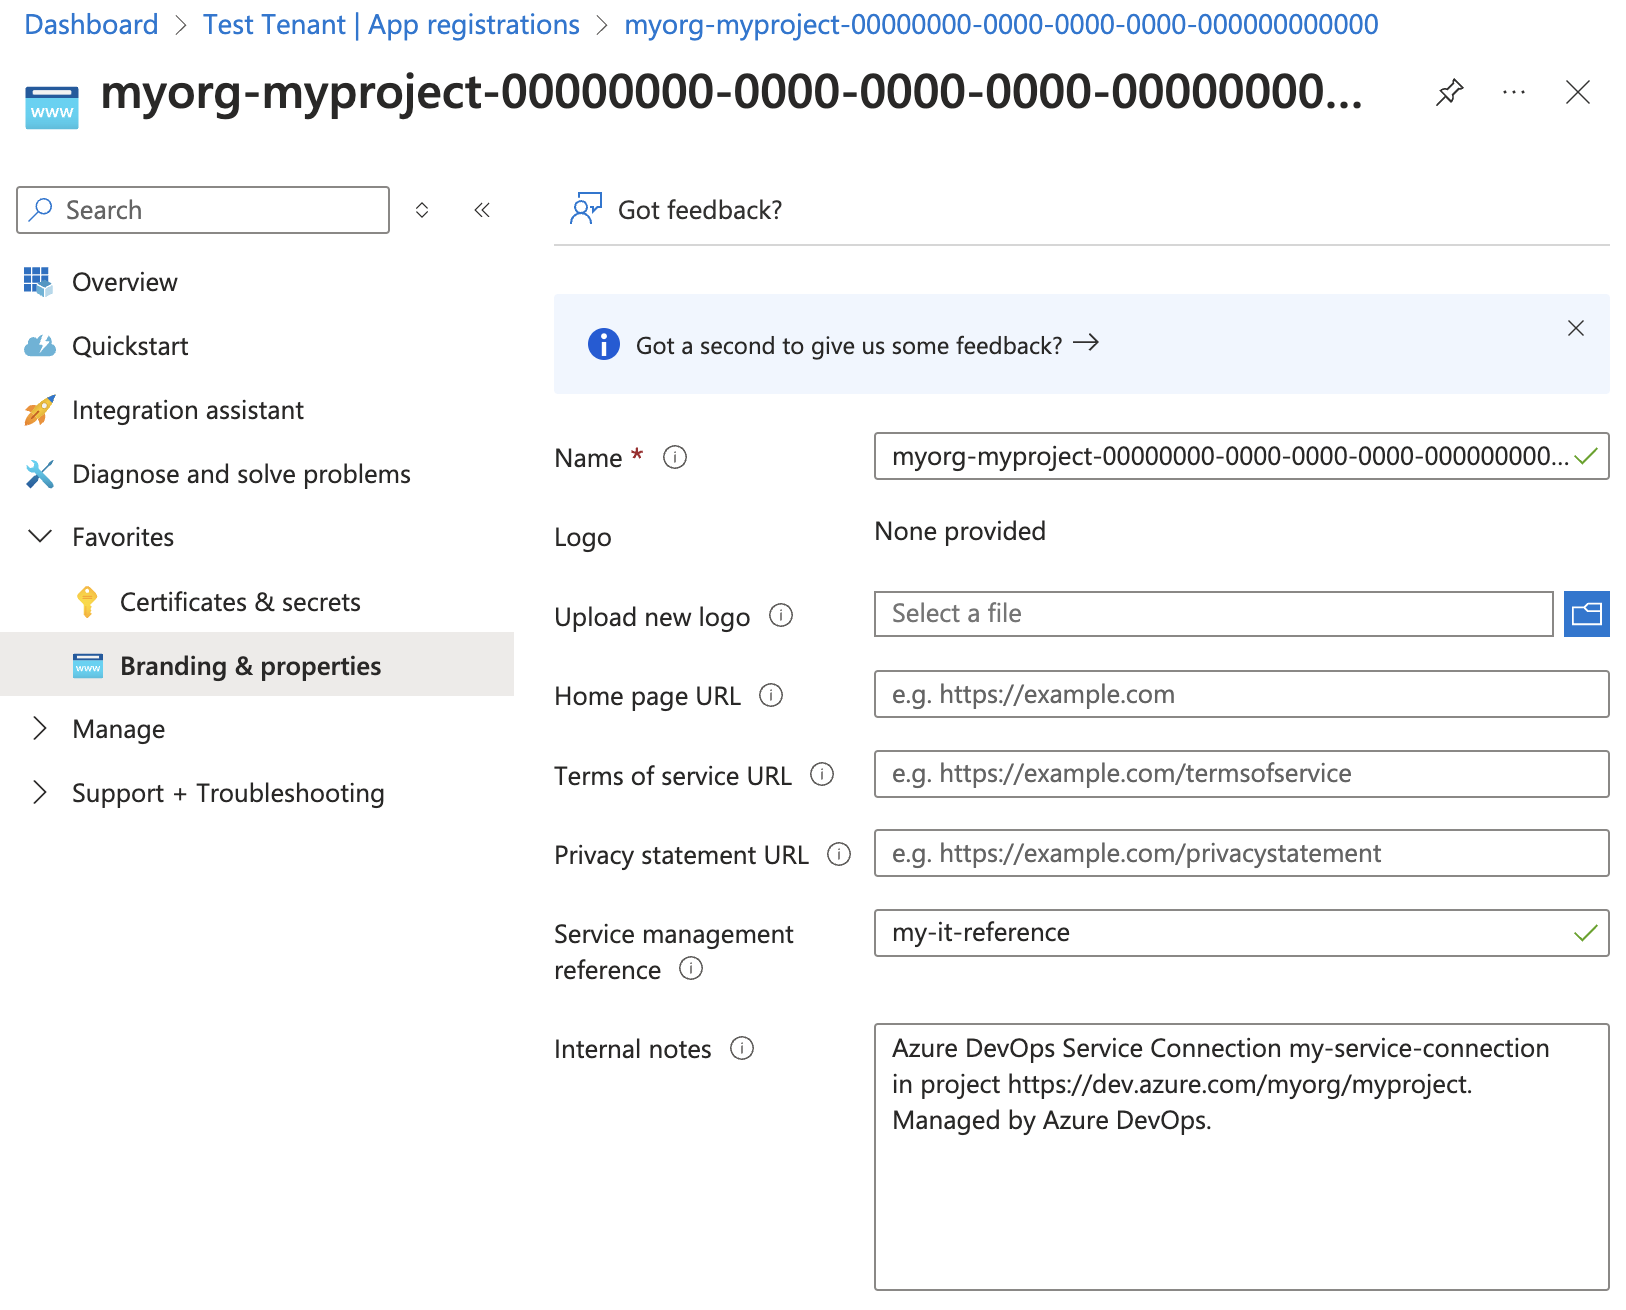 Dashboard > Test Tenant | App registrations > myorg-myproject-00000000-0000-0000-0000-000000000000
www
myorg-myproject-00000000-0000-0000-0000-00000000...
Search
Overview
Quickstart
Integration assistant
Diagnose and solve problems
Favorites
Certificates & secrets
www
Branding & properties
Manage
Support + Troubleshooting
Got feedback?
Got a second to give us some feedback? →
Name *
myorg-myproject-00000000-0000-0000-0000-000000000...
Logo
None provided
Upload new logo
Select a file
Home page URL
e.g. https://example.com
Terms of service URL
e.g. https://example.com/termsofservice
Privacy statement URL
e.g. https://example.com/privacystatement
Service management
reference
my-it-reference
Internal notes
Azure DevOps Service Connection my-service-connection
in project https://dev.azure.com/myorg/myproject.
Managed by Azure DevOps.